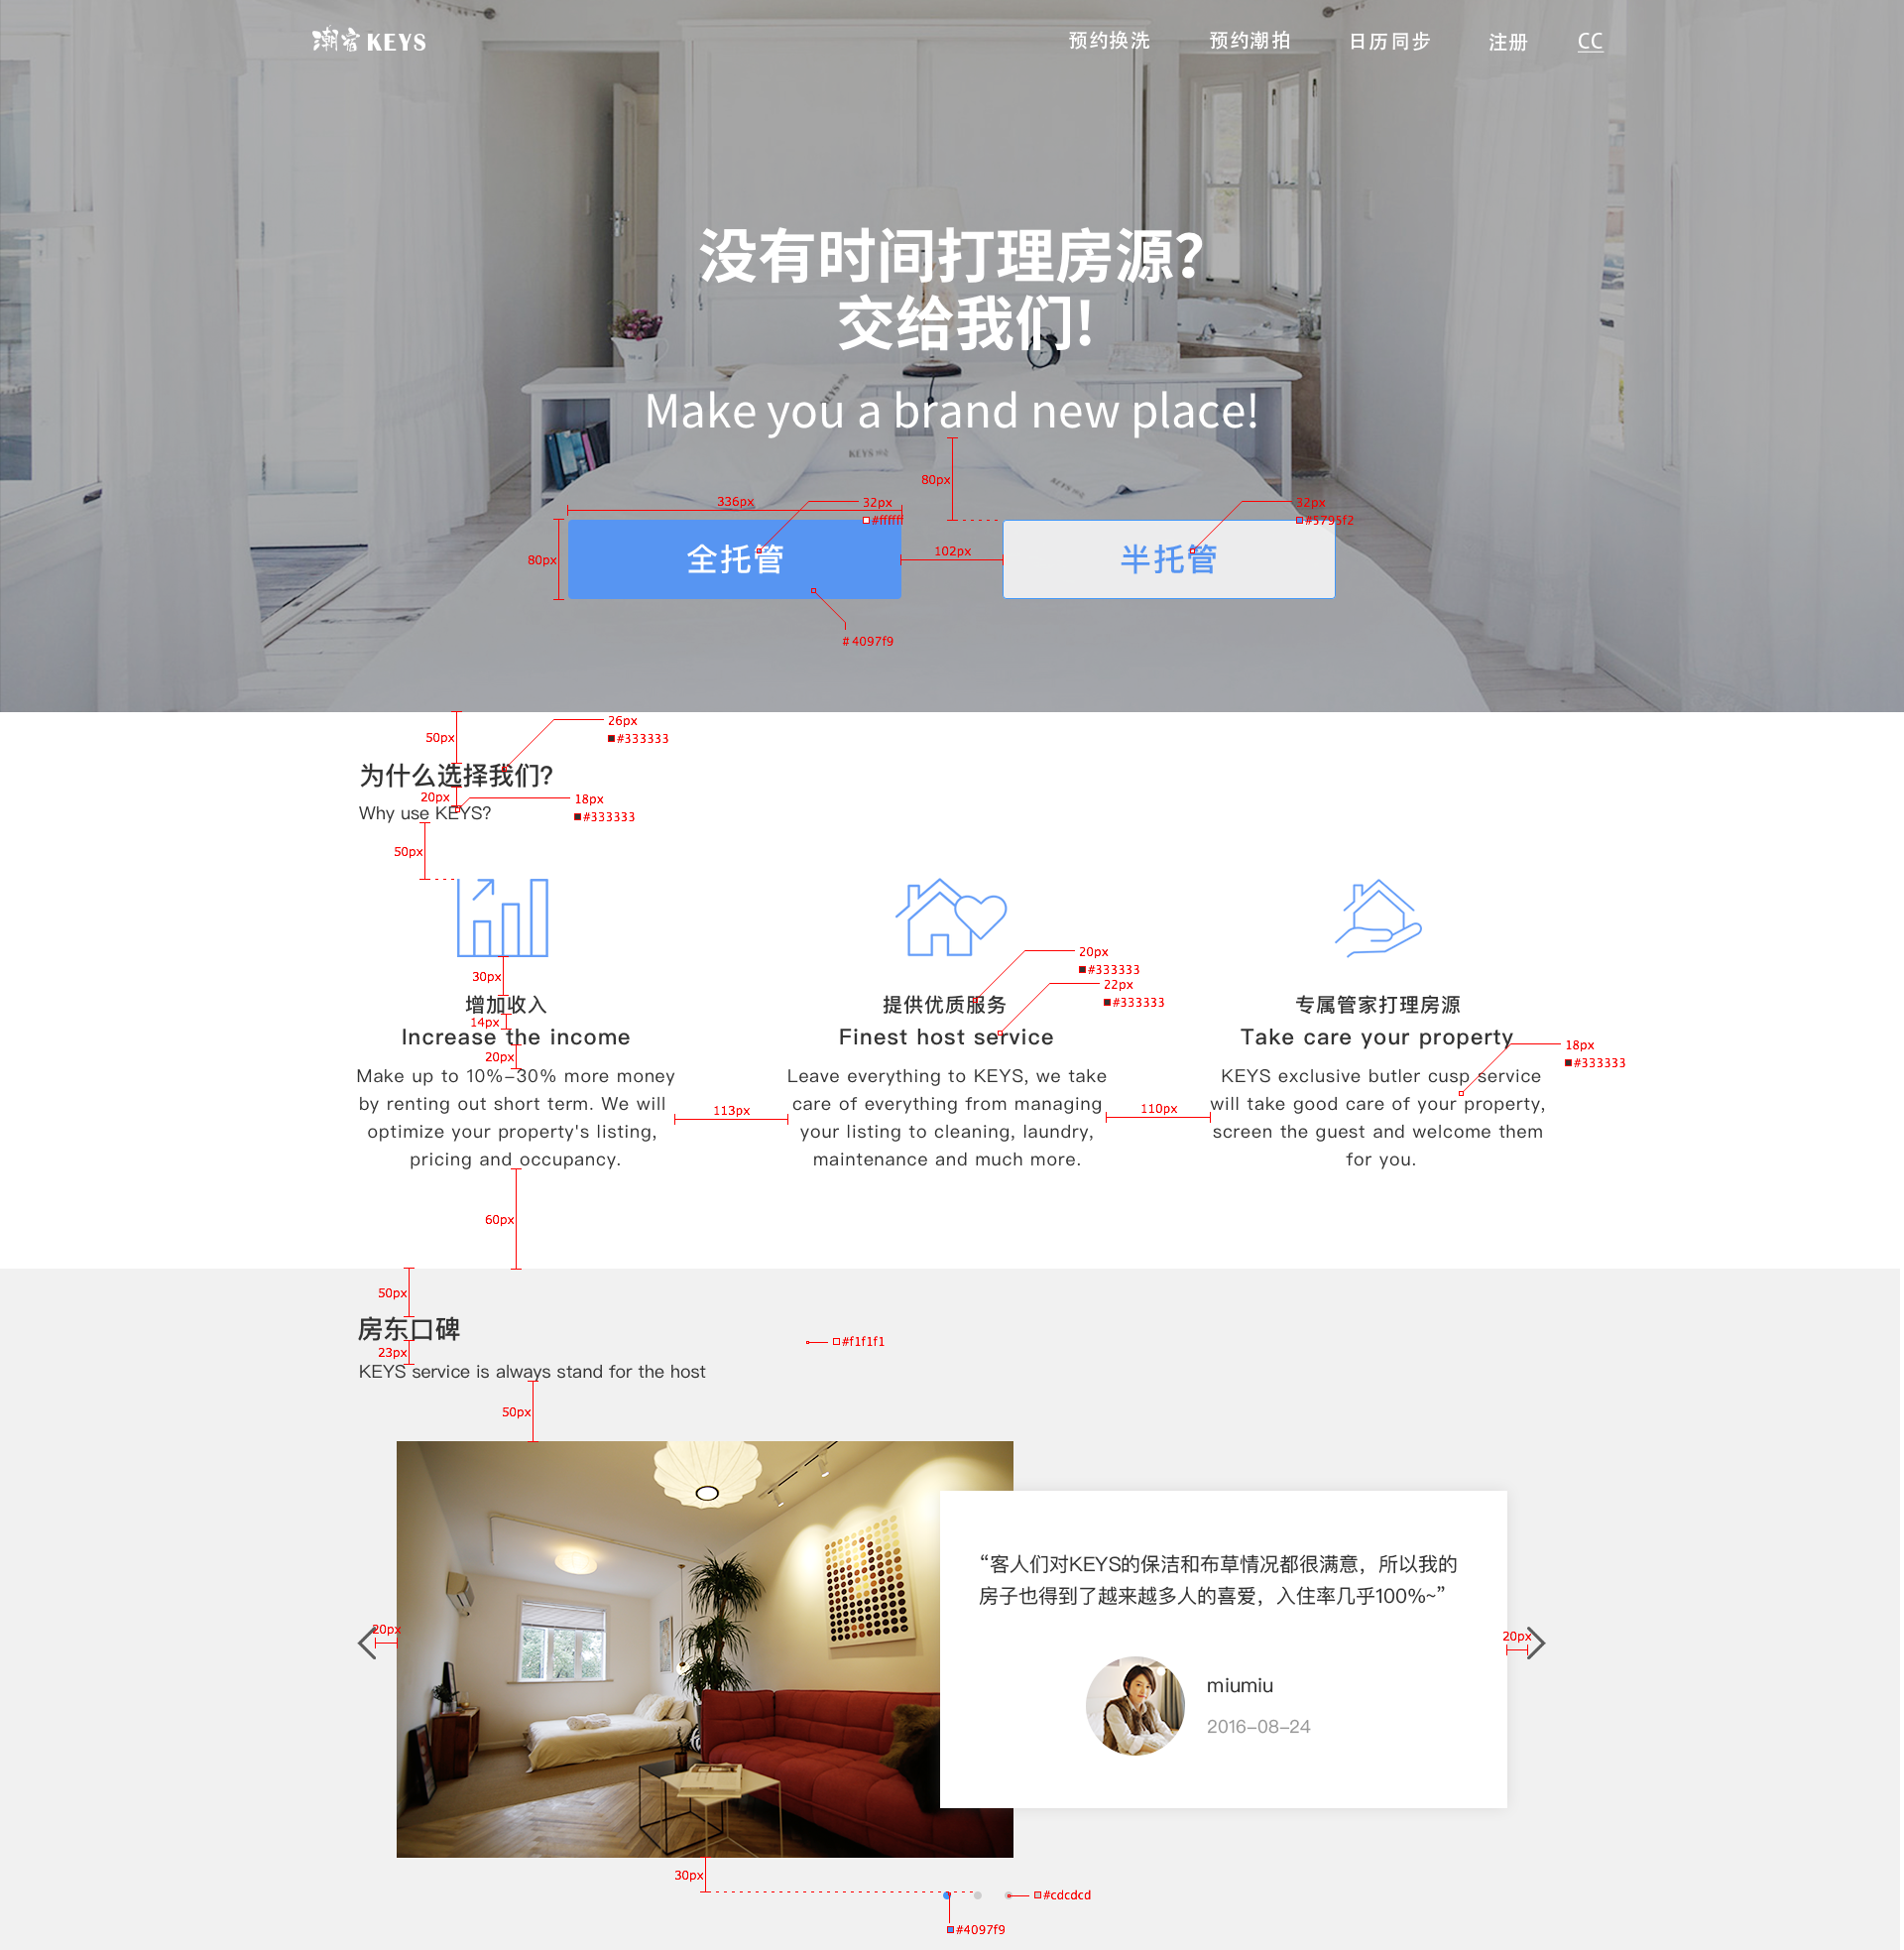 潮宿 KEYS
预约换洗 预约潮拍 日历同步 注册 CC
没有时间打理房源？
交给我们!
Make you a brand new place!
KEYS
80px
336px
32px
#ffffff
32px
#5795f2
80px
全托管
102px
半托管
#4097f9
50px
26px
#333333
为什么选择我们?
20px
18px
#333333
Why use KEYS?
50px
30px
20px
#333333
22px
#333333
增加收入
提供优质服务
专属管家打理房源
14px
Increase the income
Finest host service
Take care your property
20px
18px
#333333
Make up to 10%–30% more money
by renting out short term. We will
optimize your property's listing,
pricing and occupancy.
113px
Leave everything to KEYS, we take
care of everything from managing
your listing to cleaning, laundry,
maintenance and much more.
110px
KEYS exclusive butler cusp service
will take good care of your property,
screen the guest and welcome them
for you.
60px
50px
房东口碑
#f1f1f1
23px
KEYS service is always stand for the host
50px
“客人们对KEYS的保洁和布草情况都很满意，所以我的
房子也得到了越来越多人的喜爱，入住率几乎100%~”
20px
20px
miumiu
2016–08–24
30px
#cdcdcd
#4097f9